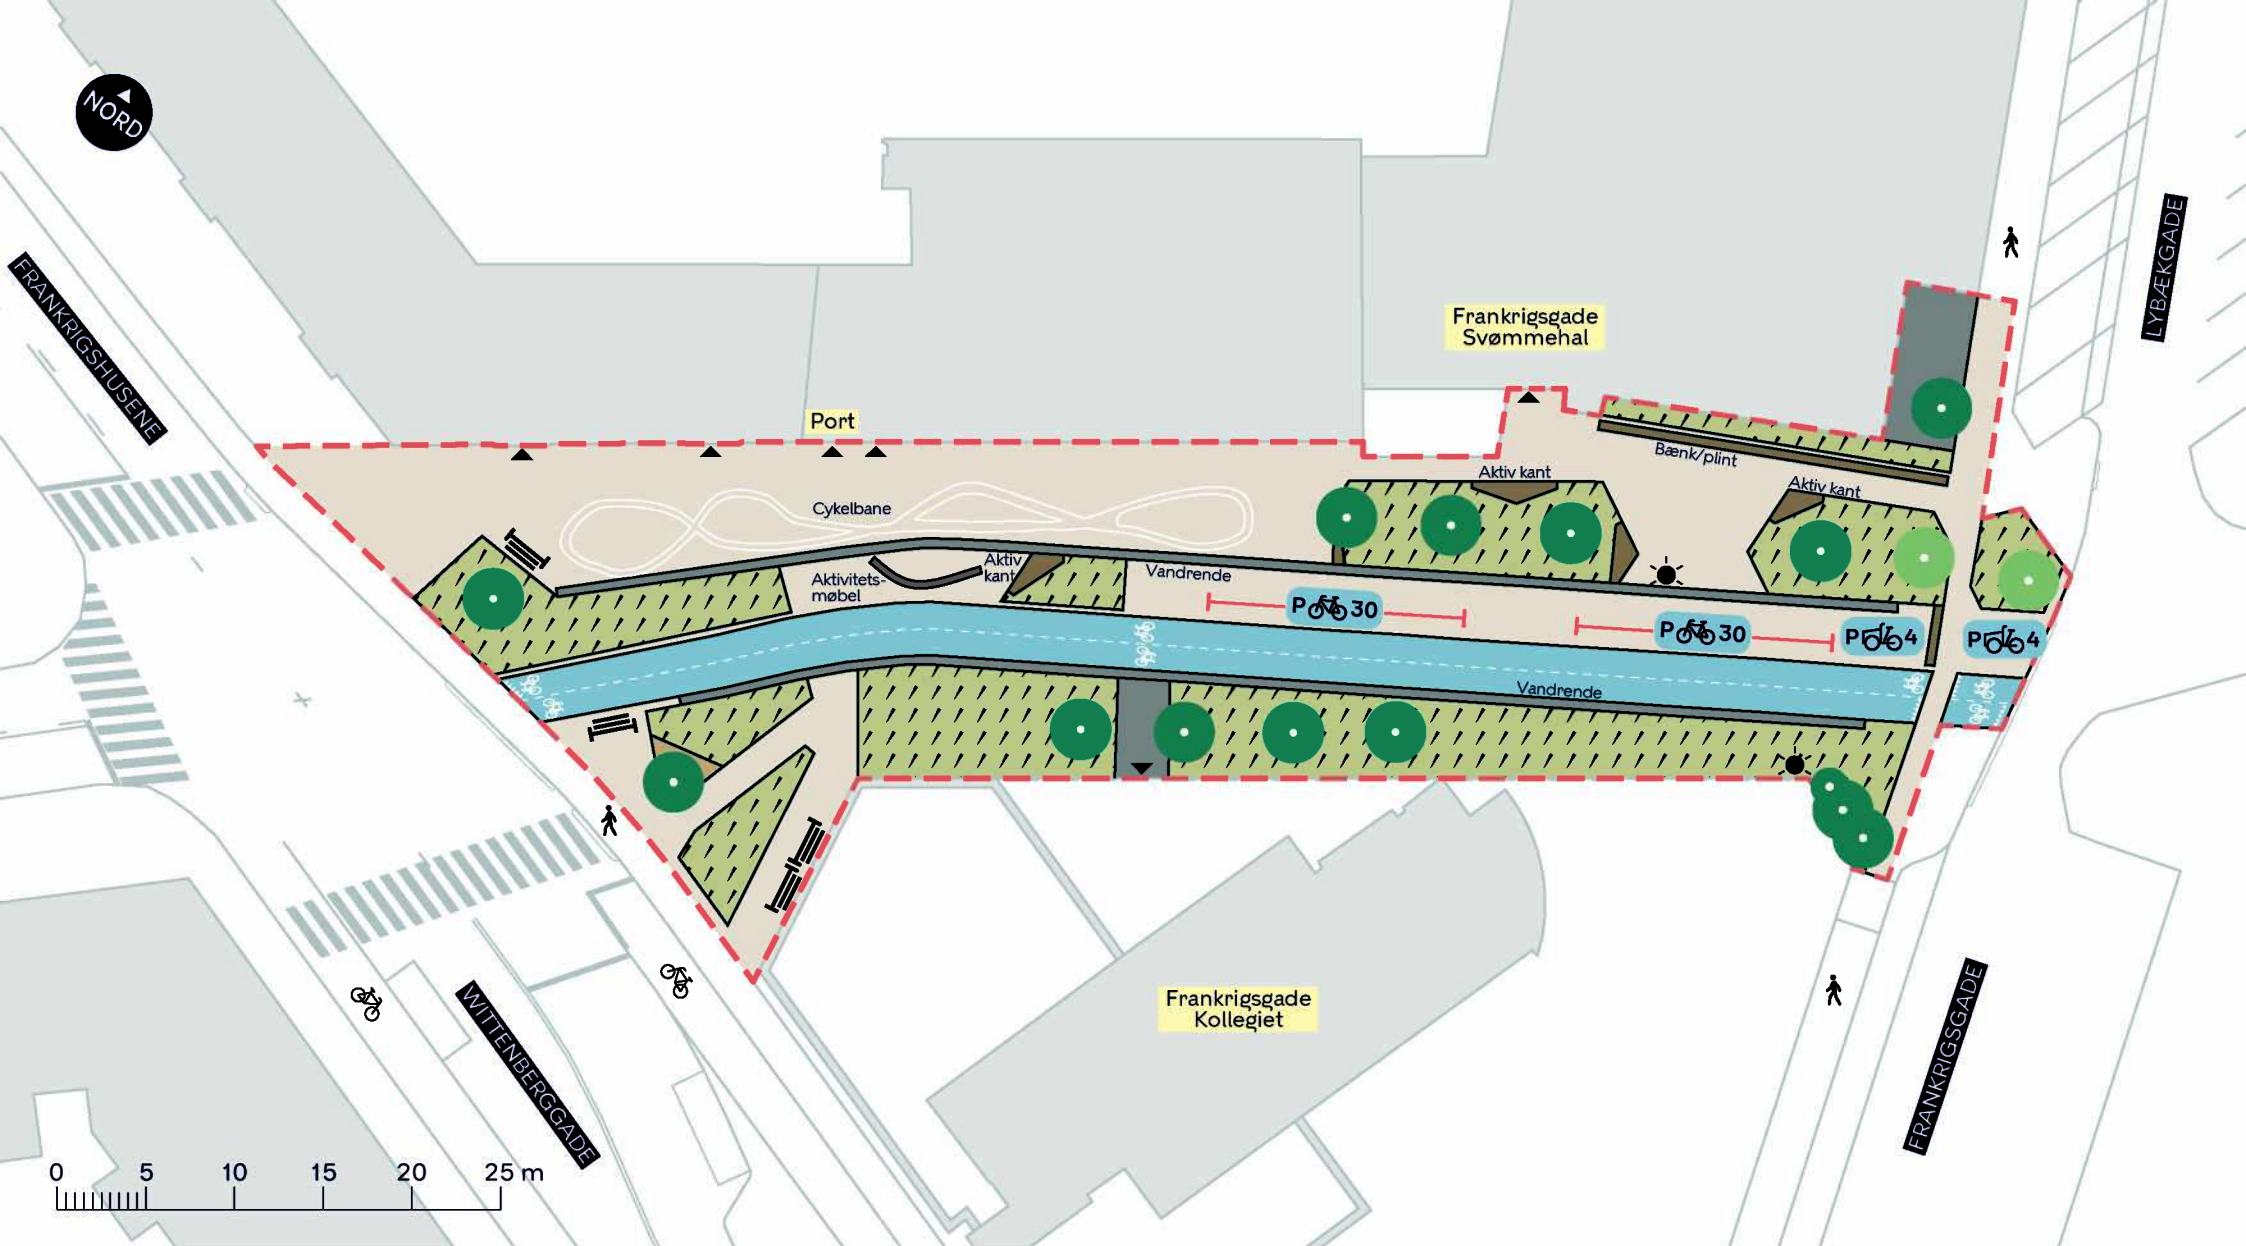 NORD
FRANKRIGSHUSENE
LYBÆKGADE
Frankrigsgade
Svømmehal
Port
Bænk/plint
Aktiv kant
Aktiv kant
Cykelbane
Aktiv
kant
Aktivitets-
møbel
Vandrende
P 30
P 30
P 4
P 4
Vandrende
Frankrigsgade
Kollegiet
WITTENBERGGADE
FRANKRIGSGADE
0 5 10 15 20 25 m